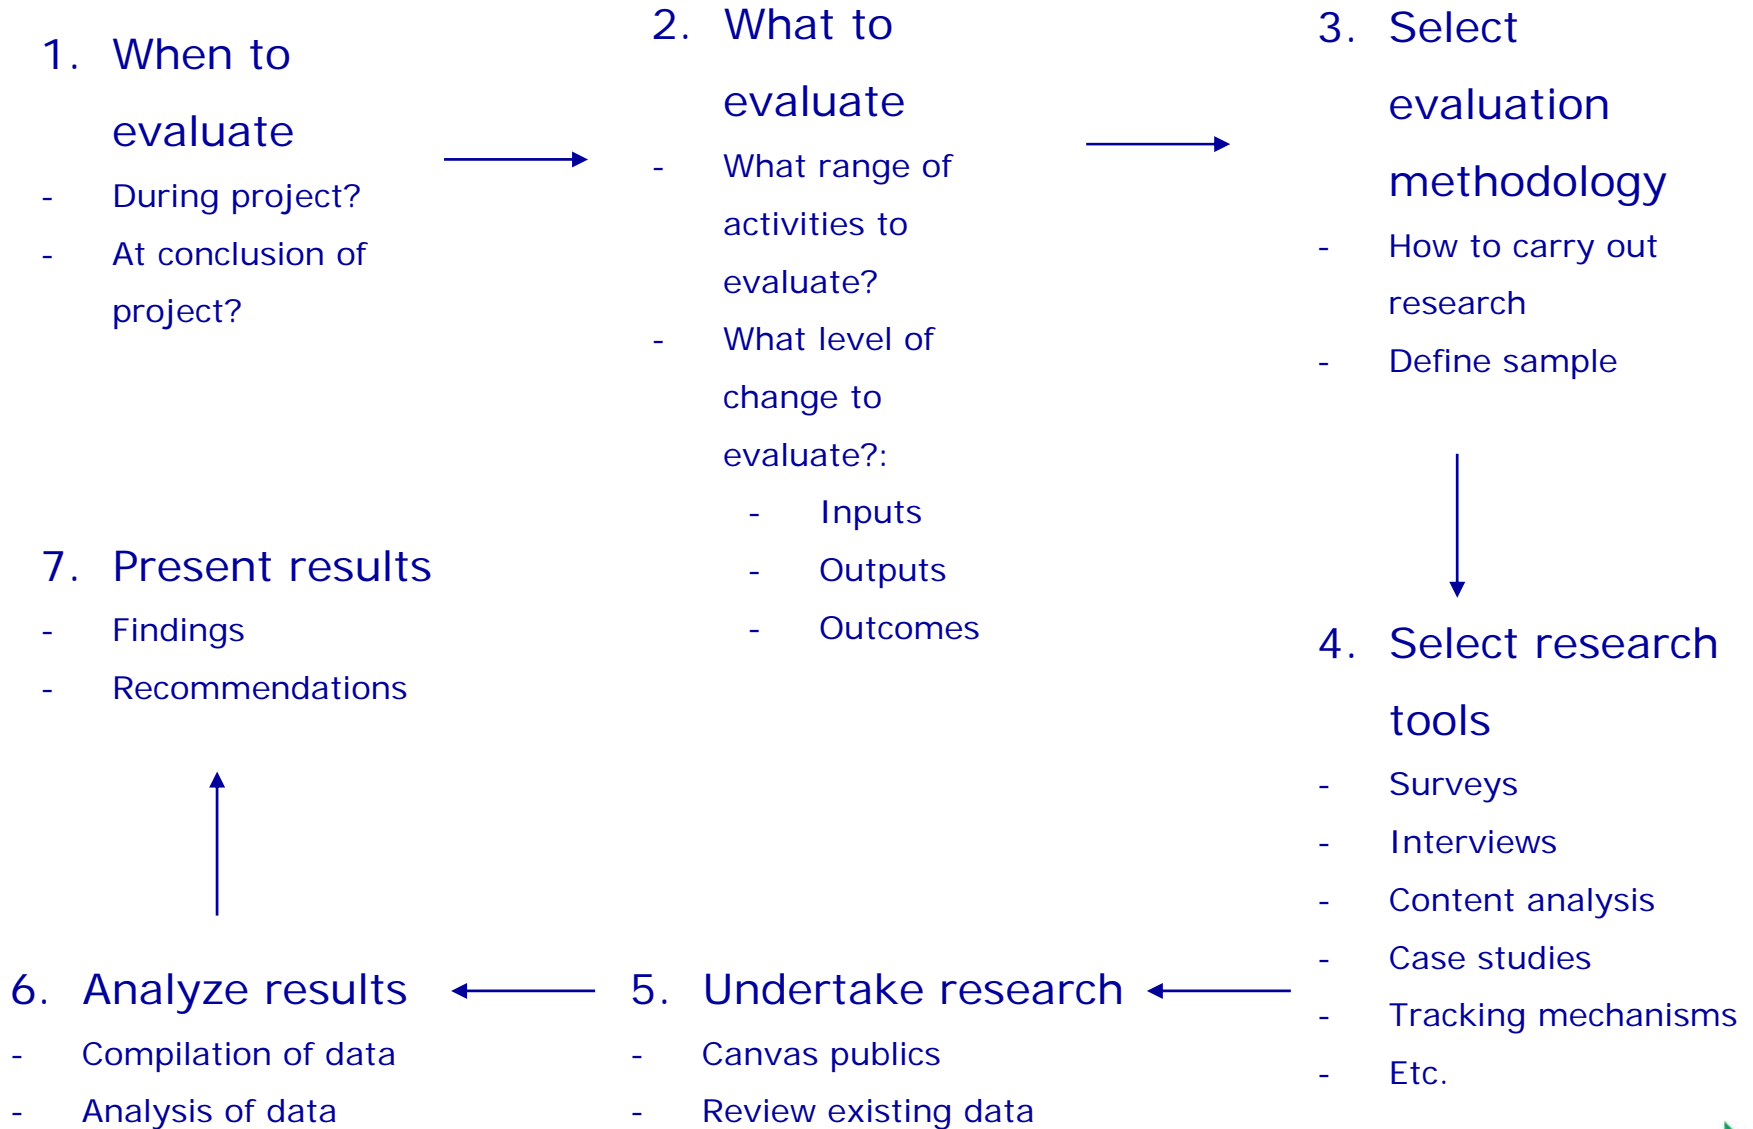 1. When to
evaluate
- During project?
- At conclusion of
project?
2. What to
evaluate
- What range of
activities to
evaluate?
- What level of
change to
evaluate?:
- Inputs
- Outputs
- Outcomes
3. Select
evaluation
methodology
- How to carry out
research
- Define sample
4. Select research
tools
- Surveys
- Interviews
- Content analysis
- Case studies
- Tracking mechanisms
- Etc.
5. Undertake research
- Canvas publics
- Review existing data
6. Analyze results
- Compilation of data
- Analysis of data
7. Present results
- Findings
- Recommendations